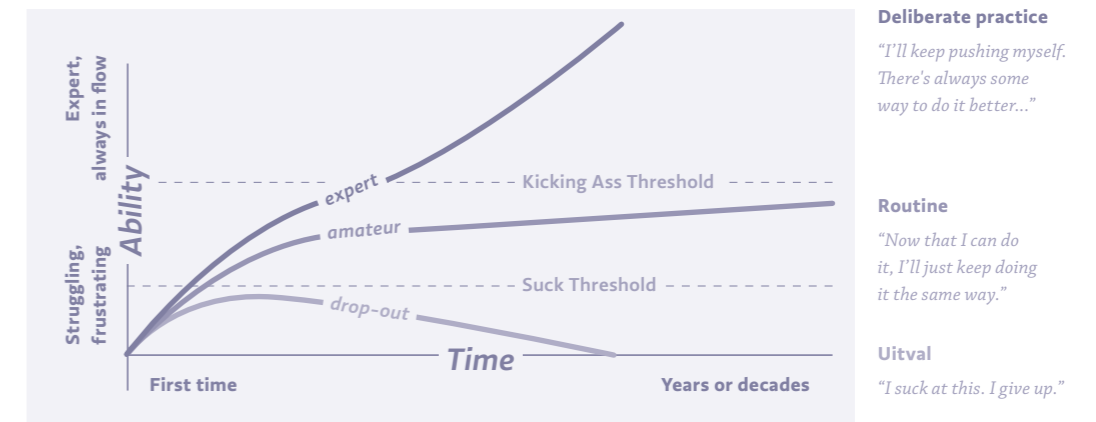 Expert,
always in flow
Ability
Struggling,
frustrating
expert
Kicking Ass Threshold
amateur
Suck Threshold
drop-out
Time
First time
Years or decades
Deliberate practice
“I’ll keep pushing myself.
There's always some
way to do it better...”
Routine
“Now that I can do
it, I’ll just keep doing
it the same way.”
Uitval
“I suck at this. I give up.”